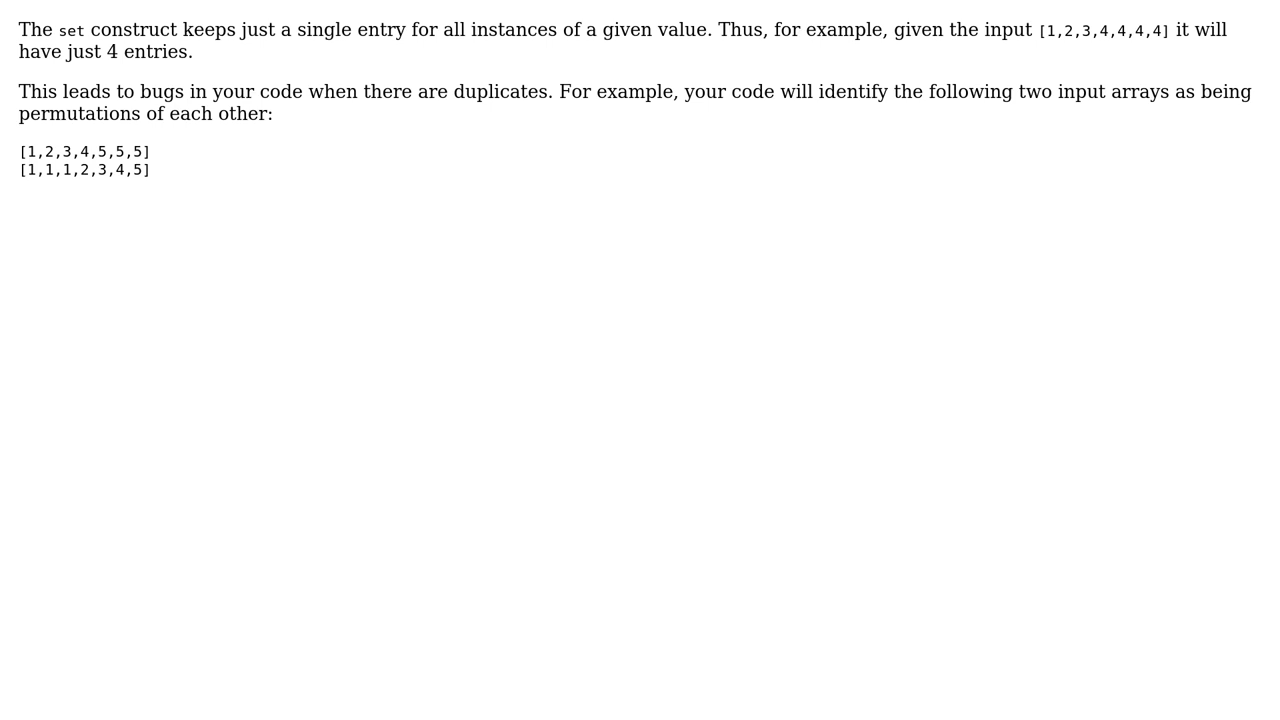 The set construct keeps just a single entry for all instances of a given value. Thus, for example, given the input [1,2,3,4,4,4,4] it will
have just 4 entries.
This leads to bugs in your code when there are duplicates. For example, your code will identify the following two input arrays as being
permutations of each other:
[1,2,3,4,5,5,5]
[1,1,1,2,3,4,5]